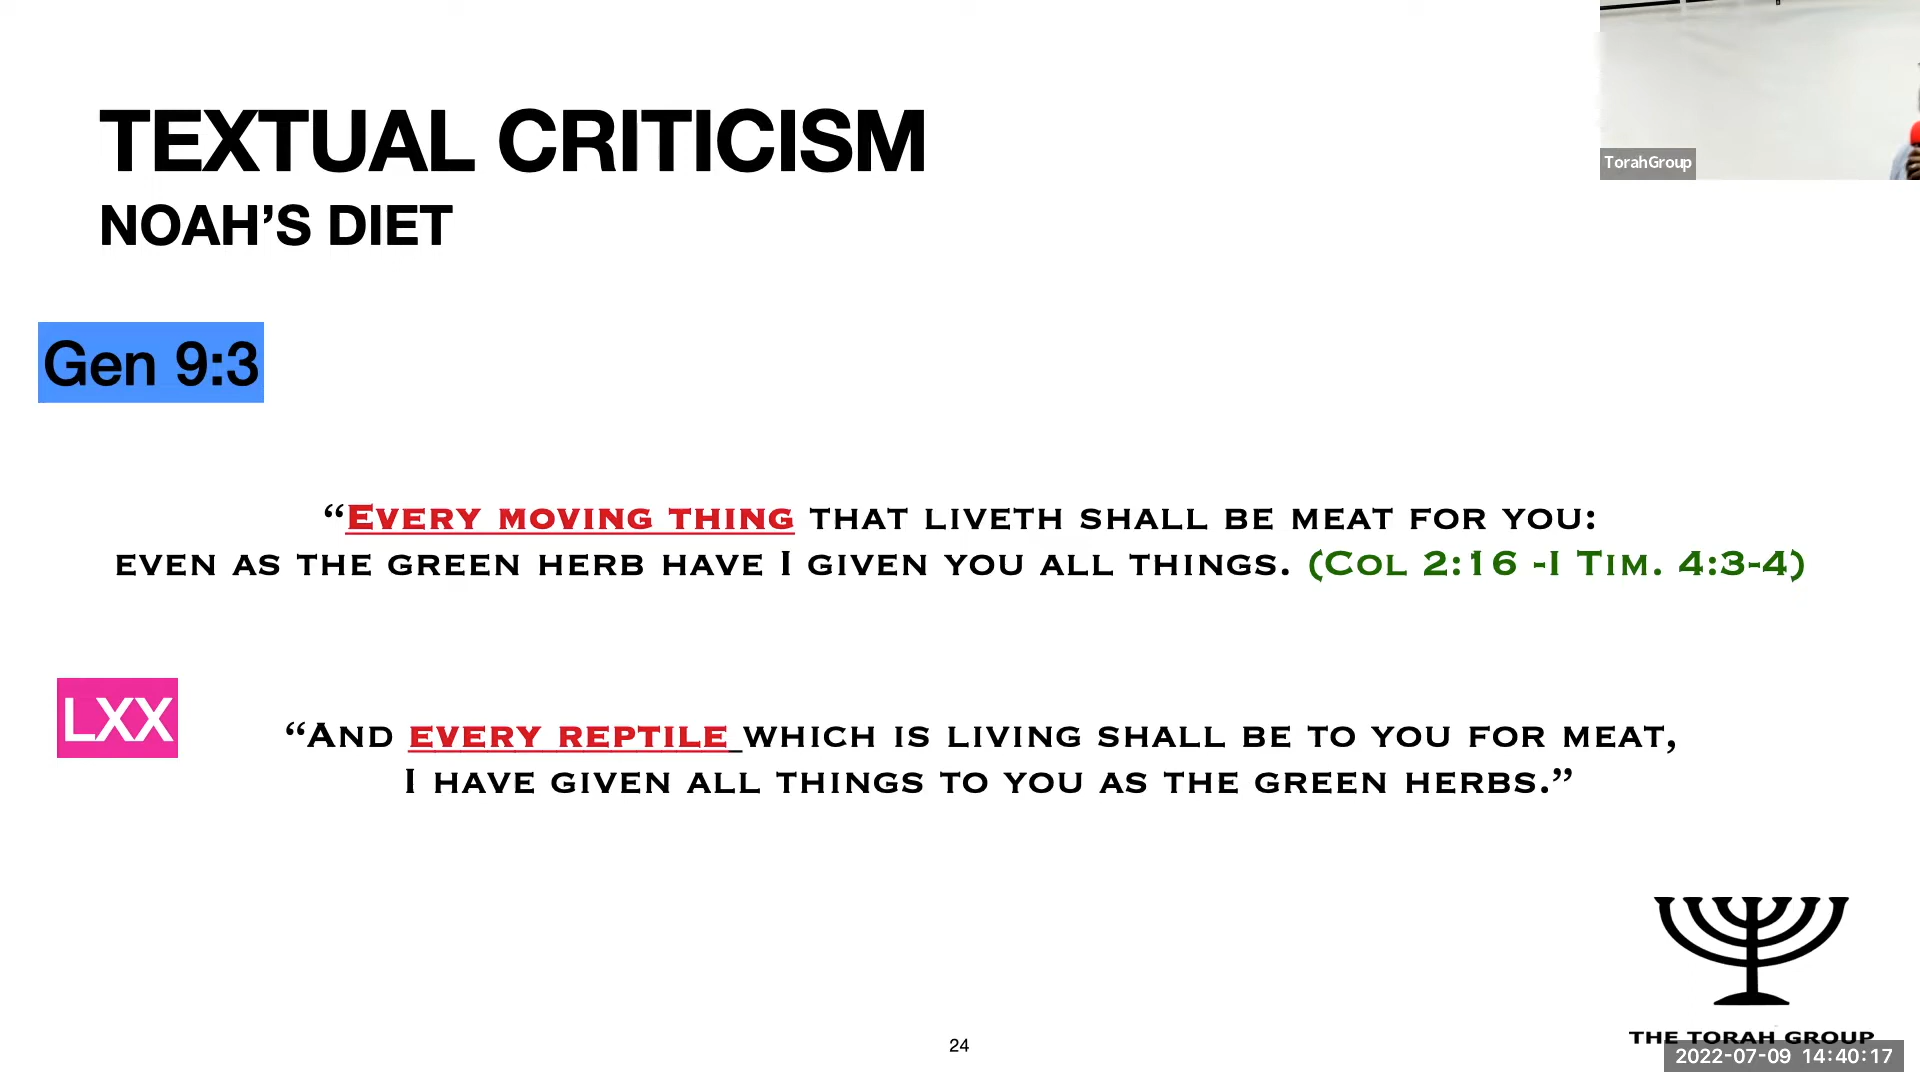 TEXTUAL CRITICISM
NOAH’S DIET
TorahGroup
Gen 9:3
“Every moving thing that liveth shall be meat for you:
even as the green herb have I given you all things. (Col 2:16 -I Tim. 4:3-4)
LXX
“And every reptile which is living shall be to you for meat,
I have given all things to you as the green herbs.”
24
THE TORAH GROUP
2022-07-09 14:40:17